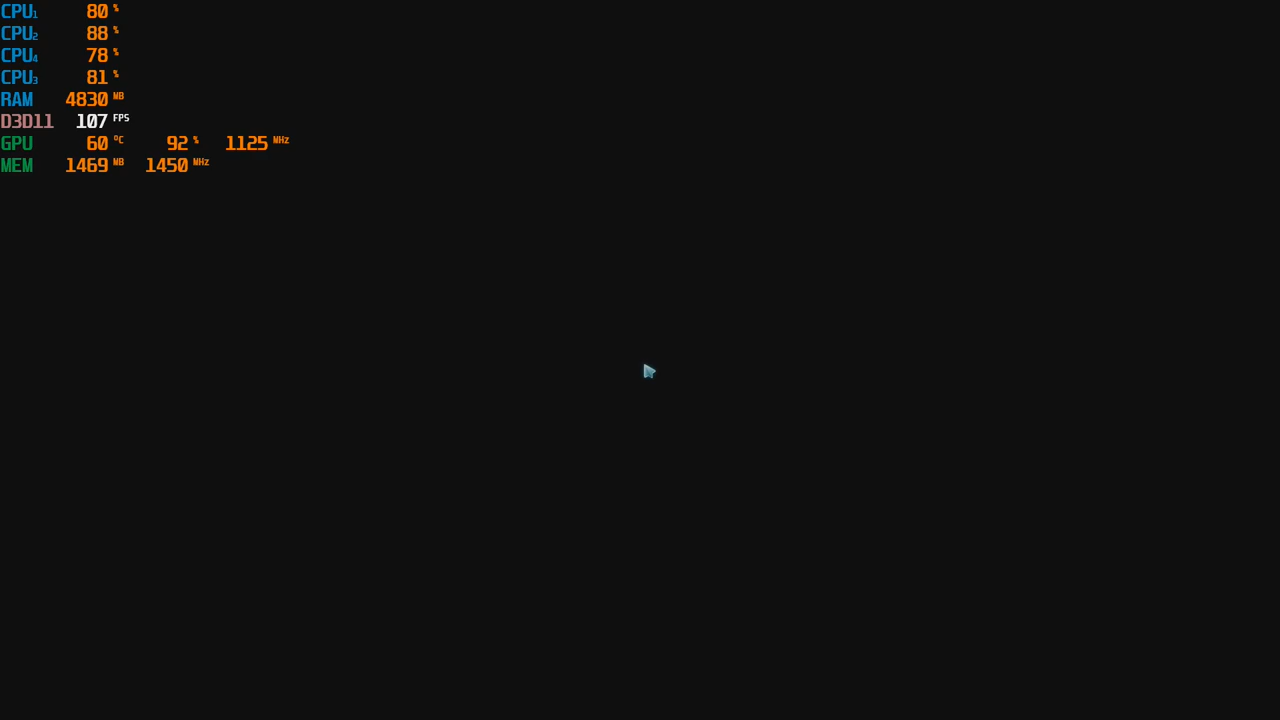 CPU1 80 %
CPU2 88 %
CPU4 78 %
CPU3 81 %
RAM 4830 MB
D3D11 107 FPS
GPU 60 °C 92 % 1125 MHz
MEM 1469 MB 1450 MHz